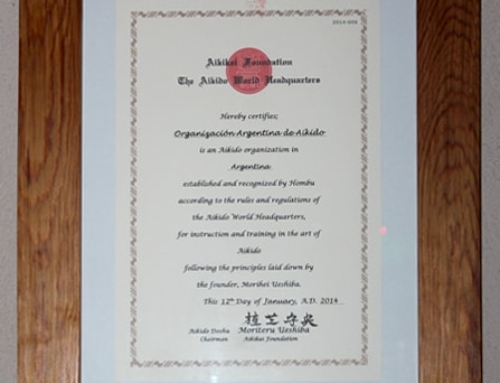 2014-004
Aikikai Foundation
The Aikido World Headquarters
Hereby certifies;
Organización Argentina de Aikido
is an Aikido organization in
Argentina
established and recognized by Hombu
according to the rules and regulations of
the Aikido World Headquarters,
for instruction and training in the art of
Aikido
following the principles laid down by
the founder, Morihei Ueshiba.
This 12th Day of January, A.D. 2014
植芝守央
Aikido Doshu Moriteru Ueshiba
Chairman Aikikai Foundation